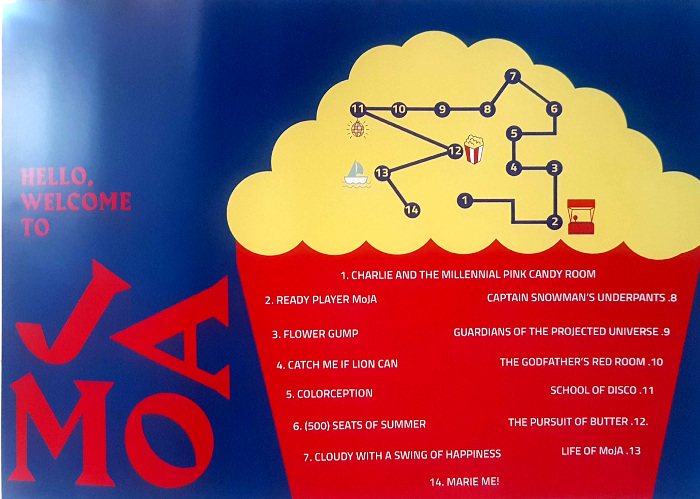 HELLO,
WELCOME
TO
J
A
MO
7
11
10
9
8
6
5
12
4
3
13
1
14
2
1. CHARLIE AND THE MILLENNIAL PINK CANDY ROOM
2. READY PLAYER MoJA
CAPTAIN SNOWMAN'S UNDERPANTS .8
3. FLOWER GUMP
GUARDIANS OF THE PROJECTED UNIVERSE .9
4. CATCH ME IF LION CAN
THE GODFATHER'S RED ROOM .10
5. COLORCEPTION
SCHOOL OF DISCO .11
6. (500) SEATS OF SUMMER
THE PURSUIT OF BUTTER .12.
7. CLOUDY WITH A SWING OF HAPPINESS
LIFE OF MoJA .13
14. MARIE ME!